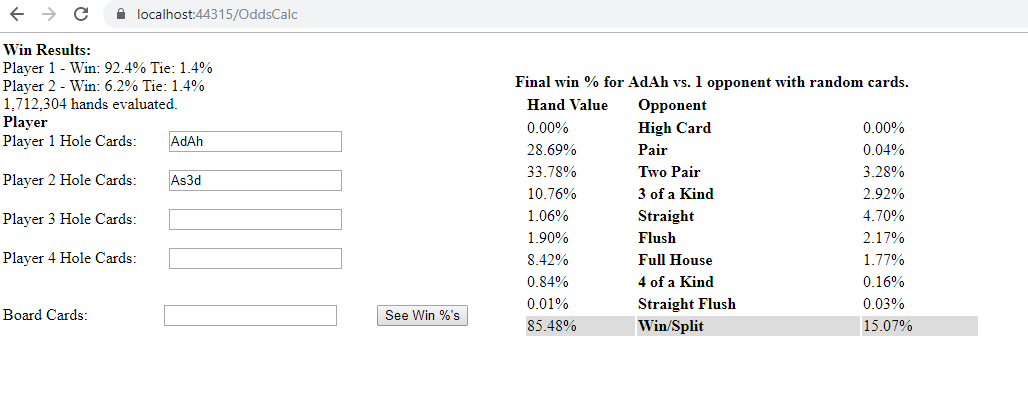 localhost:44315/OddsCalc
Win Results:
Player 1 - Win: 92.4% Tie: 1.4%
Player 2 - Win: 6.2% Tie: 1.4%
1,712,304 hands evaluated.
Player
Player 1 Hole Cards: AdAh
Player 2 Hole Cards: As3d
Player 3 Hole Cards:
Player 4 Hole Cards:
Board Cards: See Win %'s
Final win % for AdAh vs. 1 opponent with random cards.
Hand Value Opponent
0.00% High Card 0.00%
28.69% Pair 0.04%
33.78% Two Pair 3.28%
10.76% 3 of a Kind 2.92%
1.06% Straight 4.70%
1.90% Flush 2.17%
8.42% Full House 1.77%
0.84% 4 of a Kind 0.16%
0.01% Straight Flush 0.03%
85.48% Win/Split 15.07%